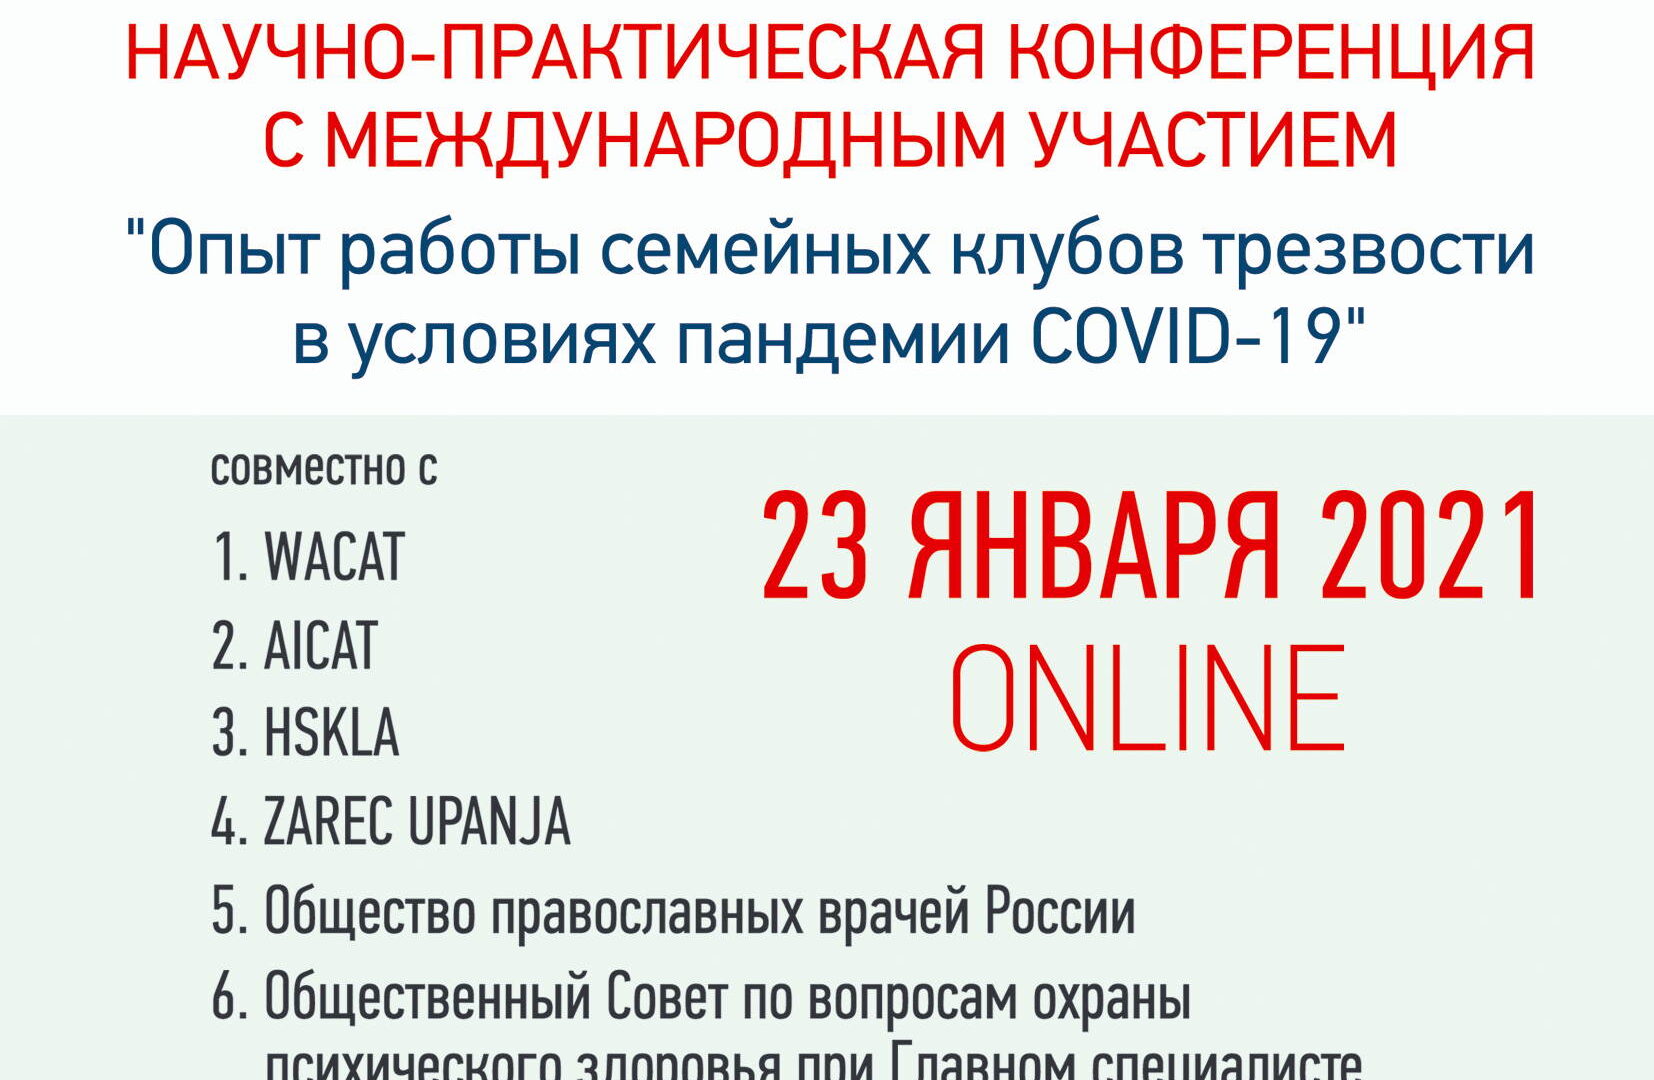 НАУЧНО-ПРАКТИЧЕСКАЯ КОНФЕРЕНЦИЯ
С МЕЖДУНАРОДНЫМ УЧАСТИЕМ
"Опыт работы семейных клубов трезвости
в условиях пандемии COVID-19"
совместно с
23 ЯНВАРЯ 2021
ONLINE
1. WACAT
2. AICAT
3. HSKLA
4. ZAREC UPANJA
5. Общество православных врачей России
6. Общественный Совет по вопросам охраны
психического здоровья при Главном специалисте